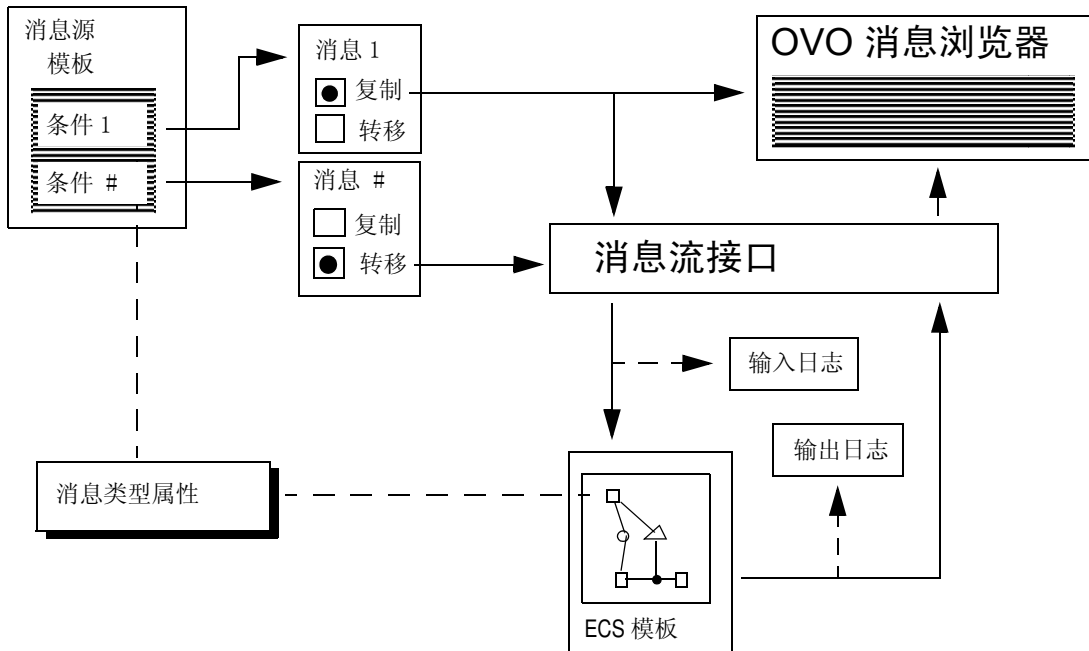 消息源
模板
条件 1
条件 #
消息 1
复制
转移
消息 #
复制
转移
OVO 消息浏览器
消息流接口
输入日志
输出日志
消息类型属性
ECS 模板